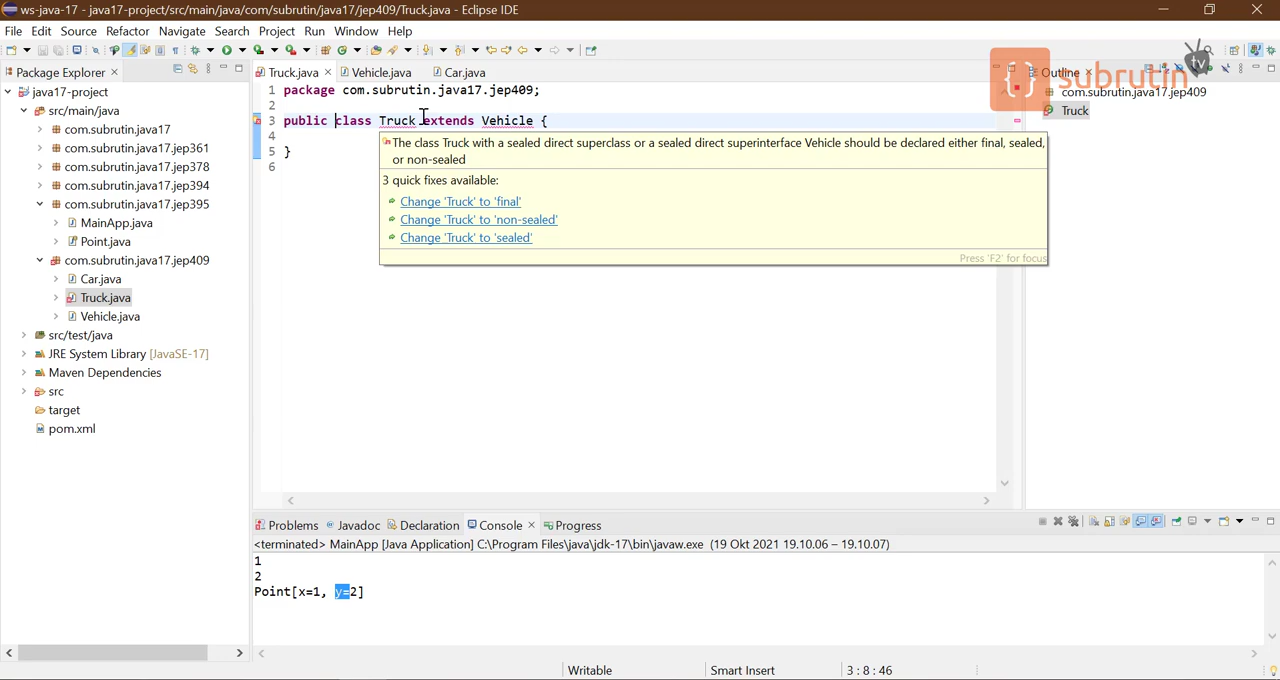 ws-java-17 - java17-project/src/main/java/com/subrutin/java17/jep409/Truck.java - Eclipse IDE
File Edit Source Refactor Navigate Search Project Run Window Help
Package Explorer
Truck.java Vehicle.java Car.java
Outline
subrutin tv
{}
java17-project
src/main/java
com.subrutin.java17
com.subrutin.java17.jep361
com.subrutin.java17.jep378
com.subrutin.java17.jep394
com.subrutin.java17.jep395
MainApp.java
Point.java
com.subrutin.java17.jep409
Car.java
Truck.java
Vehicle.java
src/test/java
JRE System Library [JavaSE-17]
Maven Dependencies
src
target
pom.xml
1 package com.subrutin.java17.jep409;
2
3 public class Truck extends Vehicle {
4
5 }
6
The class Truck with a sealed direct superclass or a sealed direct superinterface Vehicle should be declared either final, sealed,
or non-sealed
3 quick fixes available:
Change 'Truck' to 'final'
Change 'Truck' to 'non-sealed'
Change 'Truck' to 'sealed'
Press 'F2' for focus
com.subrutin.java17.jep409
Truck
Problems Javadoc Declaration Console Progress
<terminated> MainApp [Java Application] C:\Program Files\java\jdk-17\bin\javaw.exe (19 Okt 2021 19.10.06 – 19.10.07)
1
2
Point[x=1, y=2]
Writable Smart Insert 3 : 8 : 46